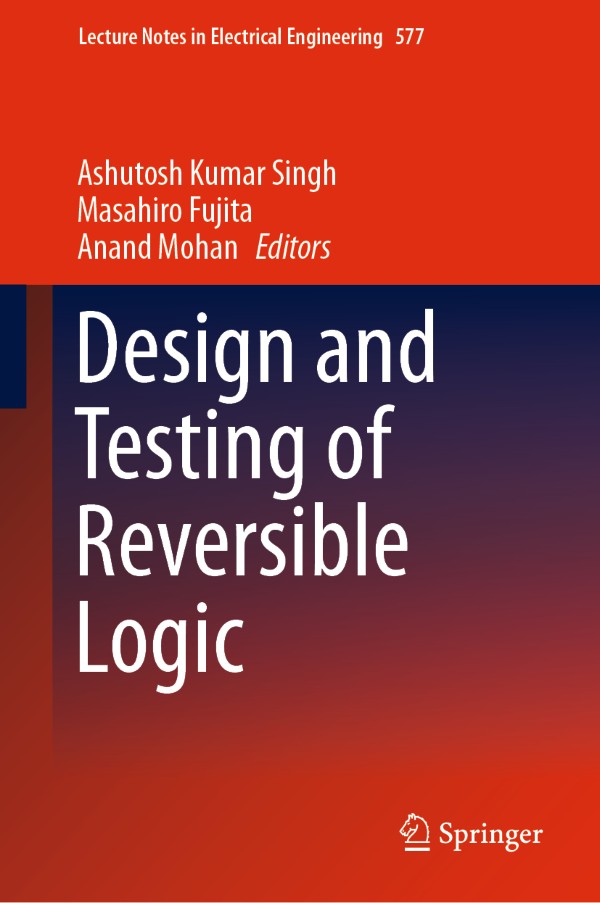 Lecture Notes in Electrical Engineering 577
Ashutosh Kumar Singh
Masahiro Fujita
Anand Mohan Editors
Design and
Testing of
Reversible
Logic
Springer